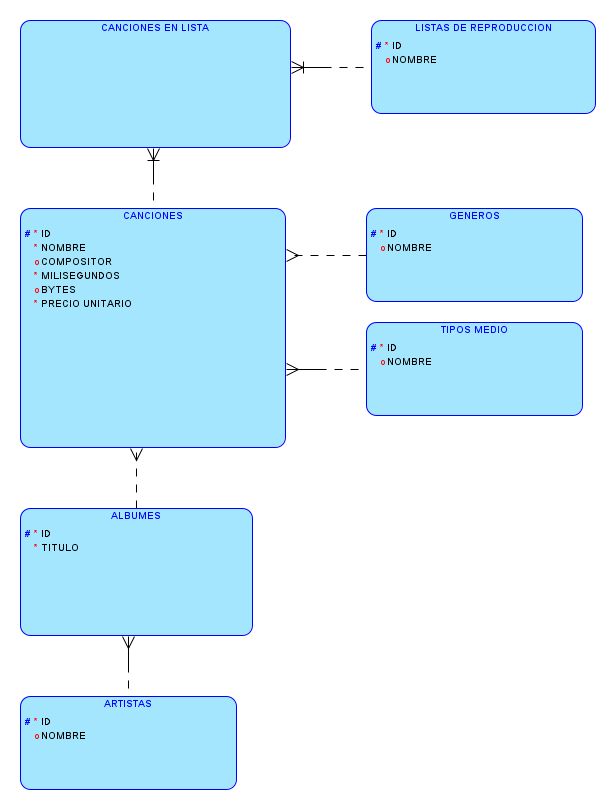 CANCIONES EN LISTA
LISTAS DE REPRODUCCION
# * ID
o NOMBRE
CANCIONES
# * ID
* NOMBRE
o COMPOSITOR
* MILISEGUNDOS
o BYTES
* PRECIO UNITARIO
GENEROS
# * ID
o NOMBRE
TIPOS MEDIO
# * ID
o NOMBRE
ALBUMES
# * ID
* TITULO
ARTISTAS
# * ID
o NOMBRE